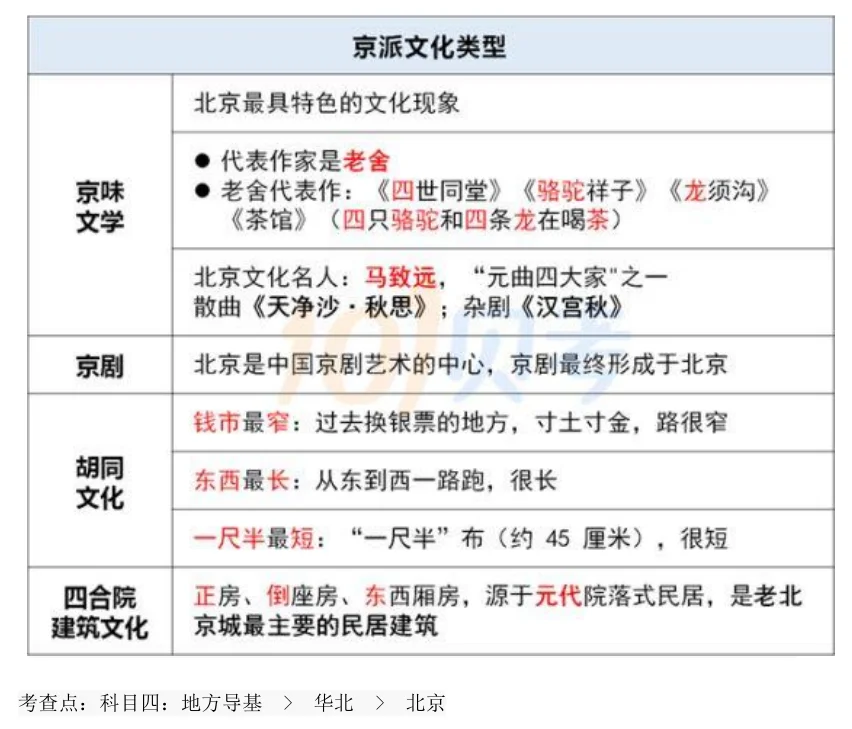 京派文化类型
京味
文学
北京最具特色的文化现象
● 代表作家是老舍
● 老舍代表作：《四世同堂》《骆驼祥子》《龙须沟》
《茶馆》（四只骆驼和四条龙在喝茶）
北京文化名人：马致远，“元曲四大家"之一
散曲《天净沙·秋思》；杂剧《汉宫秋》
京剧
北京是中国京剧艺术的中心，京剧最终形成于北京
胡同
文化
钱市最窄：过去换银票的地方，寸土寸金，路很窄
东西最长：从东到西一路跑，很长
一尺半最短：“一尺半”布（约 45 厘米），很短
四合院
建筑文化
正房、倒座房、东西厢房，源于元代院落式民居，是老北
京城最主要的民居建筑
101贝考
考查点：科目四：地方导基 > 华北 > 北京